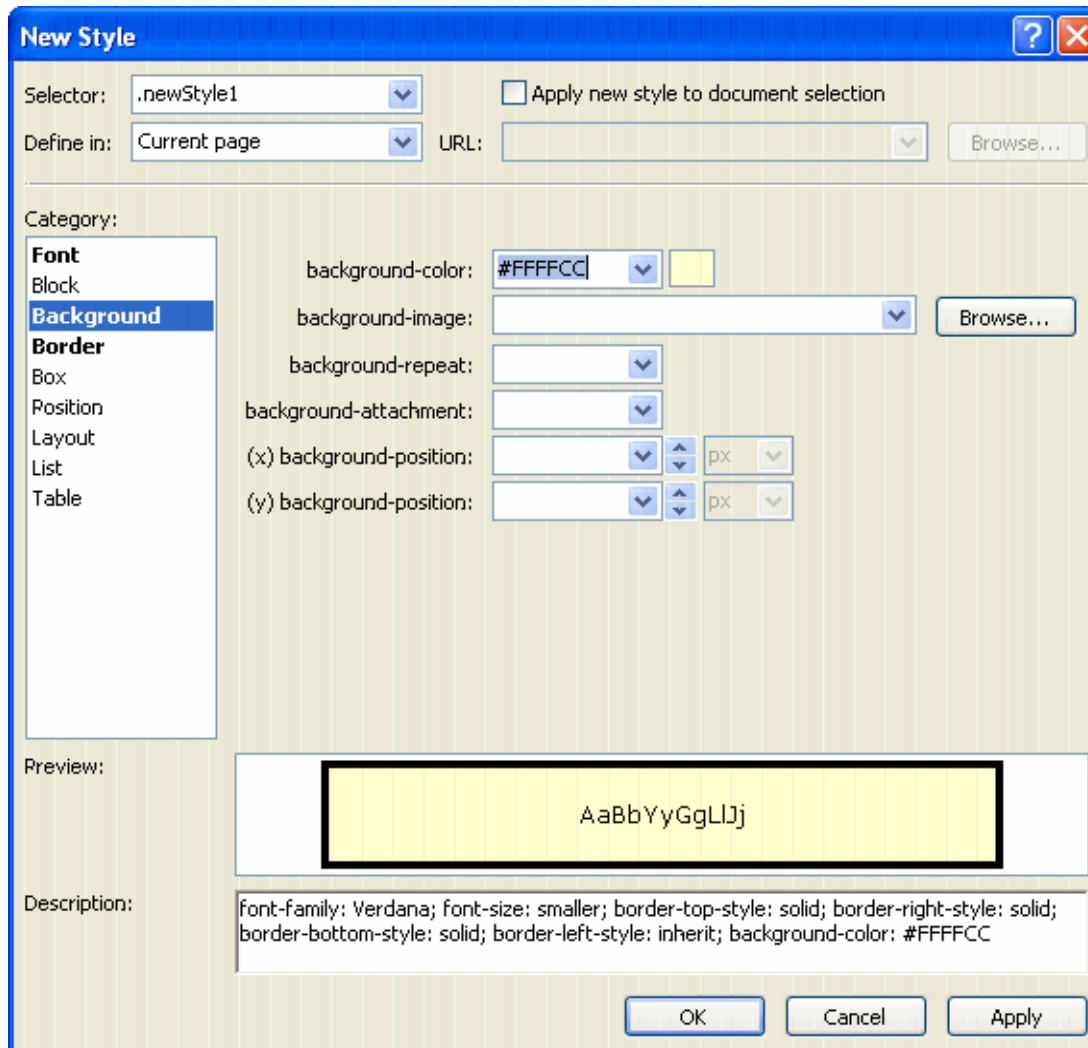 New Style
Selector: .newStyle1 Apply new style to document selection
Define in: Current page URL: Browse...
Category:
Font
Block
Background
Border
Box
Position
Layout
List
Table
background-color: #FFFFCC
background-image: Browse...
background-repeat:
background-attachment:
(x) background-position: px
(y) background-position: px
Preview:
AaBbYyGgLlJj
Description:
font-family: Verdana; font-size: smaller; border-top-style: solid; border-right-style: solid;
border-bottom-style: solid; border-left-style: inherit; background-color: #FFFFCC
OK Cancel Apply